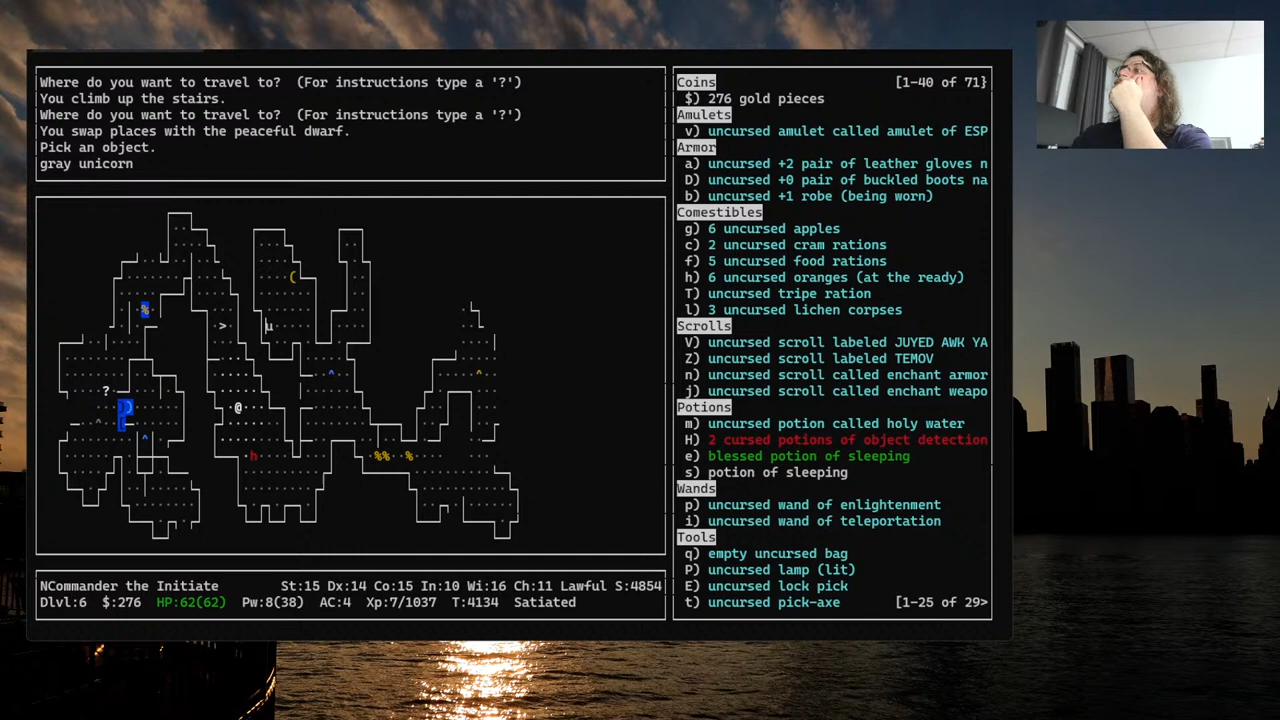 Where do you want to travel to?  (For instructions type a '?')
You climb up the stairs.
Where do you want to travel to?  (For instructions type a '?')
You swap places with the peaceful dwarf.
Pick an object.
gray unicorn
NCommander the Initiate St:15 Dx:14 Co:15 In:10 Wi:16 Ch:11 Lawful S:4854
Dlvl:6 $:276 HP:62(62) Pw:8(38) AC:4 Xp:7/1037 T:4134 Satiated
Coins [1-40 of 71}
$) 276 gold pieces
Amulets
v) uncursed amulet called amulet of ESP
Armor
a) uncursed +2 pair of leather gloves n
D) uncursed +0 pair of buckled boots na
b) uncursed +1 robe (being worn)
Comestibles
g) 6 uncursed apples
c) 2 uncursed cram rations
f) 5 uncursed food rations
h) 6 uncursed oranges (at the ready)
T) uncursed tripe ration
l) 3 uncursed lichen corpses
Scrolls
V) uncursed scroll labeled JUYED AWK YA
Z) uncursed scroll labeled TEMOV
n) uncursed scroll called enchant armor
j) uncursed scroll called enchant weapo
Potions
m) uncursed potion called holy water
H) 2 cursed potions of object detection
e) blessed potion of sleeping
s) potion of sleeping
Wands
p) uncursed wand of enlightenment
i) uncursed wand of teleportation
Tools
q) empty uncursed bag
P) uncursed lamp (lit)
E) uncursed lock pick
t) uncursed pick-axe [1-25 of 29>